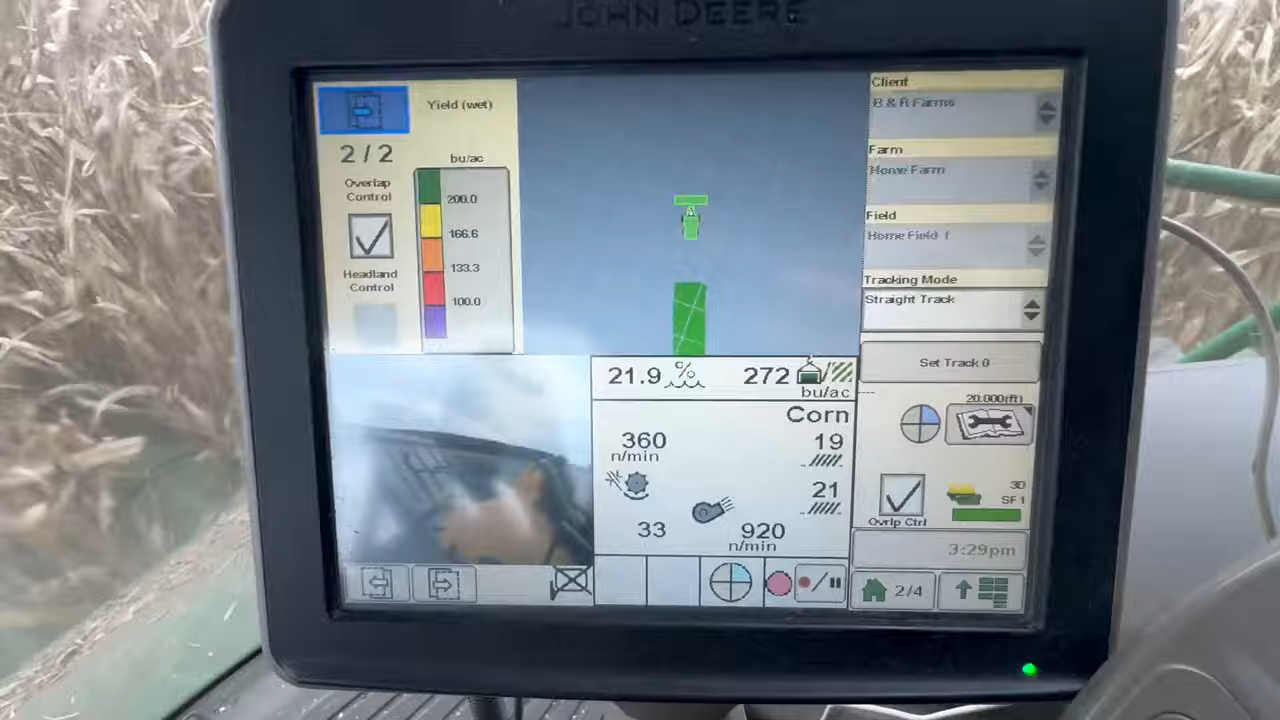 JOHN DEERE
Yield (wet)
2/2
bu/ac
Overlap
Control
200.0
166.6
133.3
100.0
Headland
Control
Client
B & R Farms
Farm
Home Farm
Field
Home Field 1
Tracking Mode
Straight Track
Set Track 0
20.000(ft)
Ovrlp Ctrl
3D
SF1
3:29pm
2/4
21.9 %
272
bu/ac
Corn
360
n/min
19
21
33
920
n/min